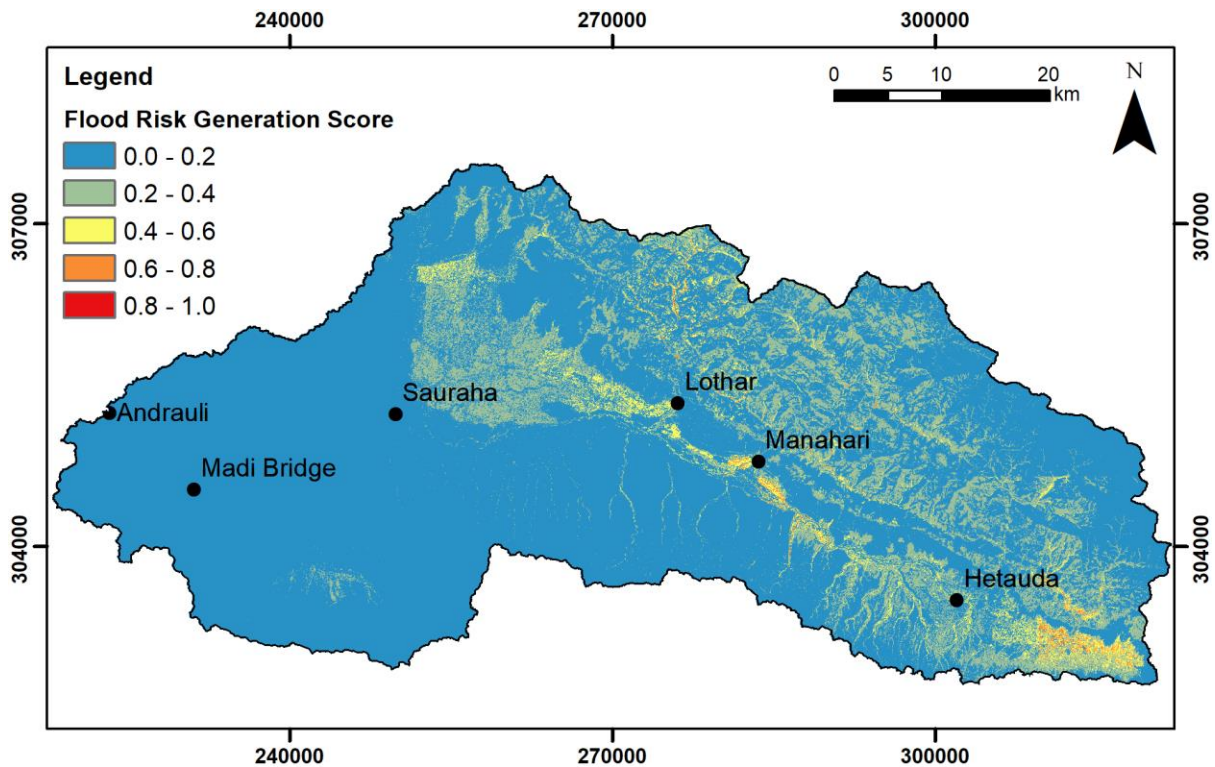 240000 270000 300000
Legend
Flood Risk Generation Score
0.0 - 0.2
0.2 - 0.4
0.4 - 0.6
0.6 - 0.8
0.8 - 1.0
0 5 10 20
km
N
307000 307000
Lothar
Sauraha
Andrauli
Manahari
Madi Bridge
304000 304000
Hetauda
240000 270000 300000